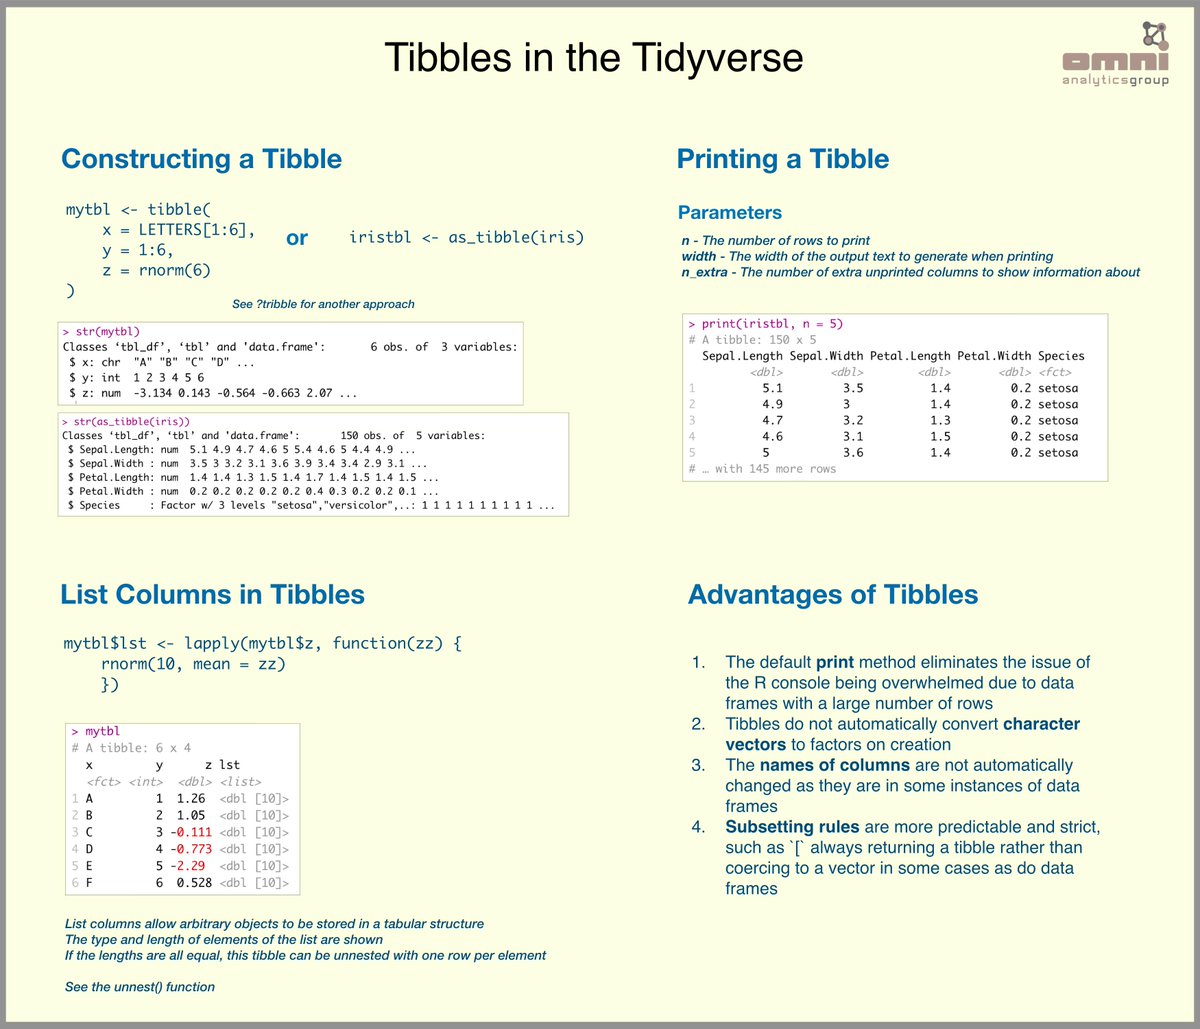 Tibbles in the Tidyverse
omni
analyticsgroup
Constructing a Tibble
mytbl <- tibble(
x = LETTERS[1:6],
y = 1:6,
z = rnorm(6)
)
or
iristbl <- as_tibble(iris)
See ?tribble for another approach
> str(mytbl)
Classes ‘tbl_df’, ‘tbl’ and 'data.frame': 6 obs. of 3 variables:
$ x: chr "A" "B" "C" "D" ...
$ y: int 1 2 3 4 5 6
$ z: num -3.134 0.143 -0.564 -0.663 2.07 ...
> str(as_tibble(iris))
Classes ‘tbl_df’, ‘tbl’ and 'data.frame': 150 obs. of 5 variables:
$ Sepal.Length: num 5.1 4.9 4.7 4.6 5 5.4 4.6 5 4.4 4.9 ...
$ Sepal.Width : num 3.5 3 3.2 3.1 3.6 3.9 3.4 3.4 2.9 3.1 ...
$ Petal.Length: num 1.4 1.4 1.3 1.5 1.4 1.7 1.4 1.5 1.4 1.5 ...
$ Petal.Width : num 0.2 0.2 0.2 0.2 0.2 0.4 0.3 0.2 0.2 0.1 ...
$ Species : Factor w/ 3 levels "setosa","versicolor",..: 1 1 1 1 1 1 1 1 1 1 ...
Printing a Tibble
Parameters
n - The number of rows to print
width - The width of the output text to generate when printing
n_extra - The number of extra unprinted columns to show information about
> print(iristbl, n = 5)
# A tibble: 150 x 5
Sepal.Length Sepal.Width Petal.Length Petal.Width Species
<dbl> <dbl> <dbl> <dbl> <fct>
1 5.1 3.5 1.4 0.2 setosa
2 4.9 3 1.4 0.2 setosa
3 4.7 3.2 1.3 0.2 setosa
4 4.6 3.1 1.5 0.2 setosa
5 5 3.6 1.4 0.2 setosa
# … with 145 more rows
List Columns in Tibbles
mytbl$lst <- lapply(mytbl$z, function(zz) {
rnorm(10, mean = zz)
})
> mytbl
# A tibble: 6 x 4
x y z lst
<fct> <int> <dbl> <list>
1 A 1 1.26 <dbl [10]>
2 B 2 1.05 <dbl [10]>
3 C 3 -0.111 <dbl [10]>
4 D 4 -0.773 <dbl [10]>
5 E 5 -2.29 <dbl [10]>
6 F 6 0.528 <dbl [10]>
List columns allow arbitrary objects to be stored in a tabular structure
The type and length of elements of the list are shown
If the lengths are all equal, this tibble can be unnested with one row per element
See the unnest() function
Advantages of Tibbles
1. The default print method eliminates the issue of
the R console being overwhelmed due to data
frames with a large number of rows
2. Tibbles do not automatically convert character
vectors to factors on creation
3. The names of columns are not automatically
changed as they are in some instances of data
frames
4. Subsetting rules are more predictable and strict,
such as `[` always returning a tibble rather than
coercing to a vector in some cases as do data
frames